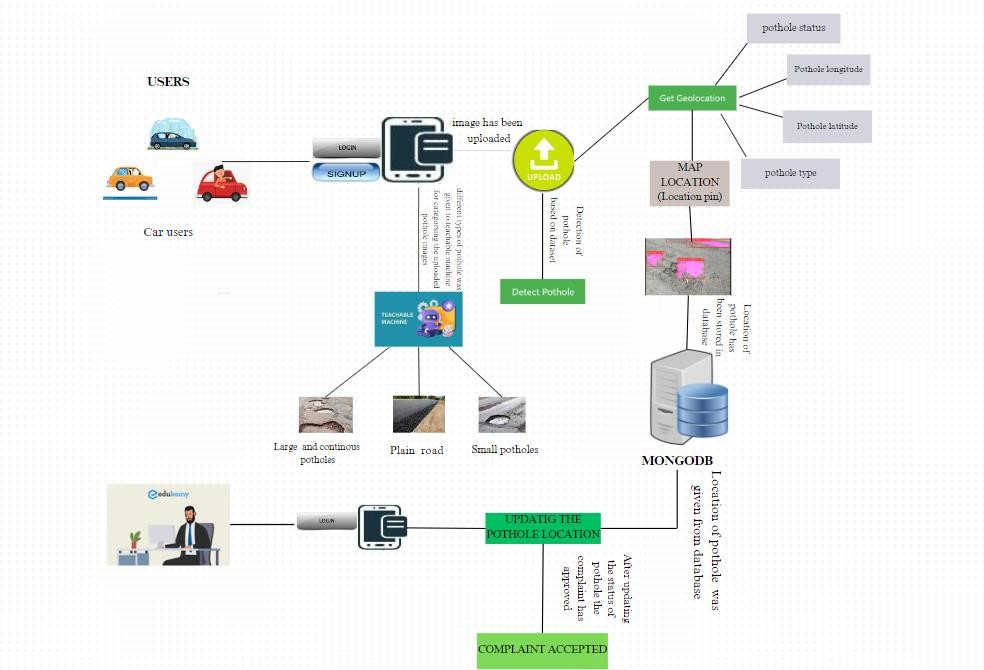 pothole status
Pothole longitude
Get Geolocation
Pothole latitude
pothole type
USERS
image has been
uploaded
LOGIN
SIGNUP
UPLOAD
MAP
LOCATION
(Location pin)
Car users
different types of pothole was
given to teachable machine
for categorising the uploaded
pothole images
Detection of
pothole
based on dataset
Detect Pothole
TEACHABLE
MACHINE
Location of
pothole has
been stored in
database
Large and continous
potholes
Plain road
Small potholes
MONGODB
Location of pothole was
given from database
edukemy
LOGIN
UPDATIG THE
POTHOLE LOCATION
After updating
the status of
pothole the
complaint has
approved
COMPLAINT ACCEPTED